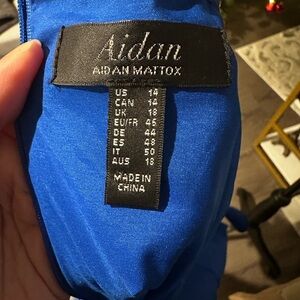 Aidan
AIDAN MATTOX
US 14
CAN 14
UK 18
EU/FR 46
DE 44
ES 48
IT 50
AUS 18
MADE IN
CHINA